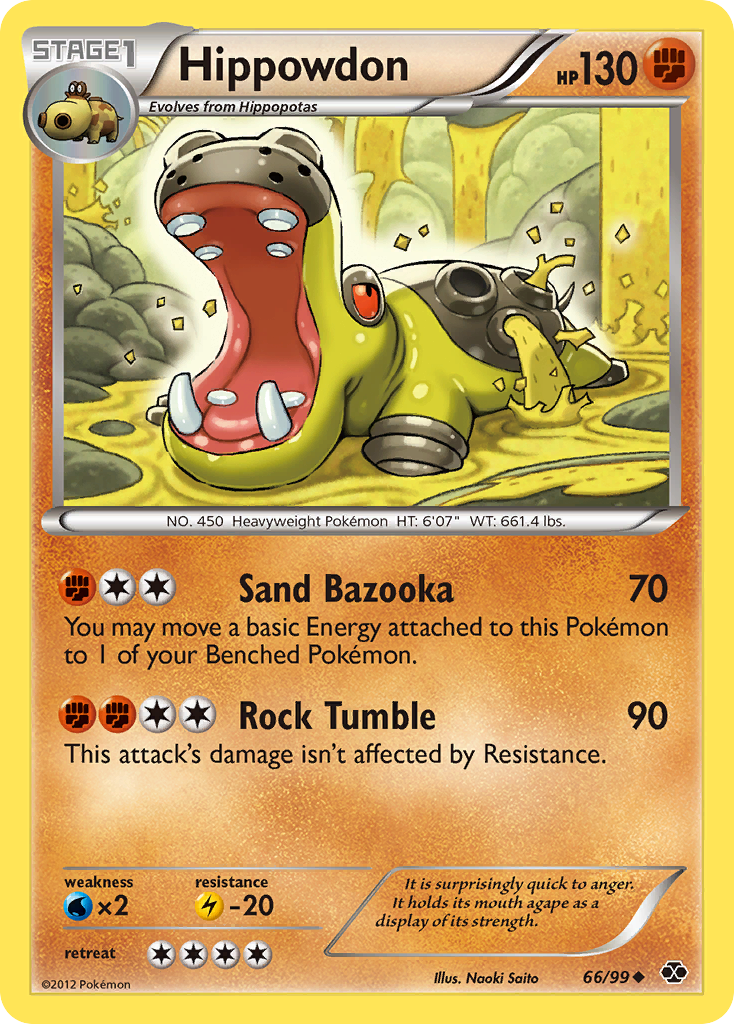 STAGE1
Hippowdon
HP130
Evolves from Hippopotas
NO. 450 Heavyweight Pokémon HT: 6'07" WT: 661.4 lbs.
Sand Bazooka 70
You may move a basic Energy attached to this Pokémon
to 1 of your Benched Pokémon.
Rock Tumble 90
This attack's damage isn't affected by Resistance.
weakness resistance
×2 -20
retreat
It is surprisingly quick to anger.
It holds its mouth agape as a
display of its strength.
©2012 Pokémon
Illus. Naoki Saito
66/99